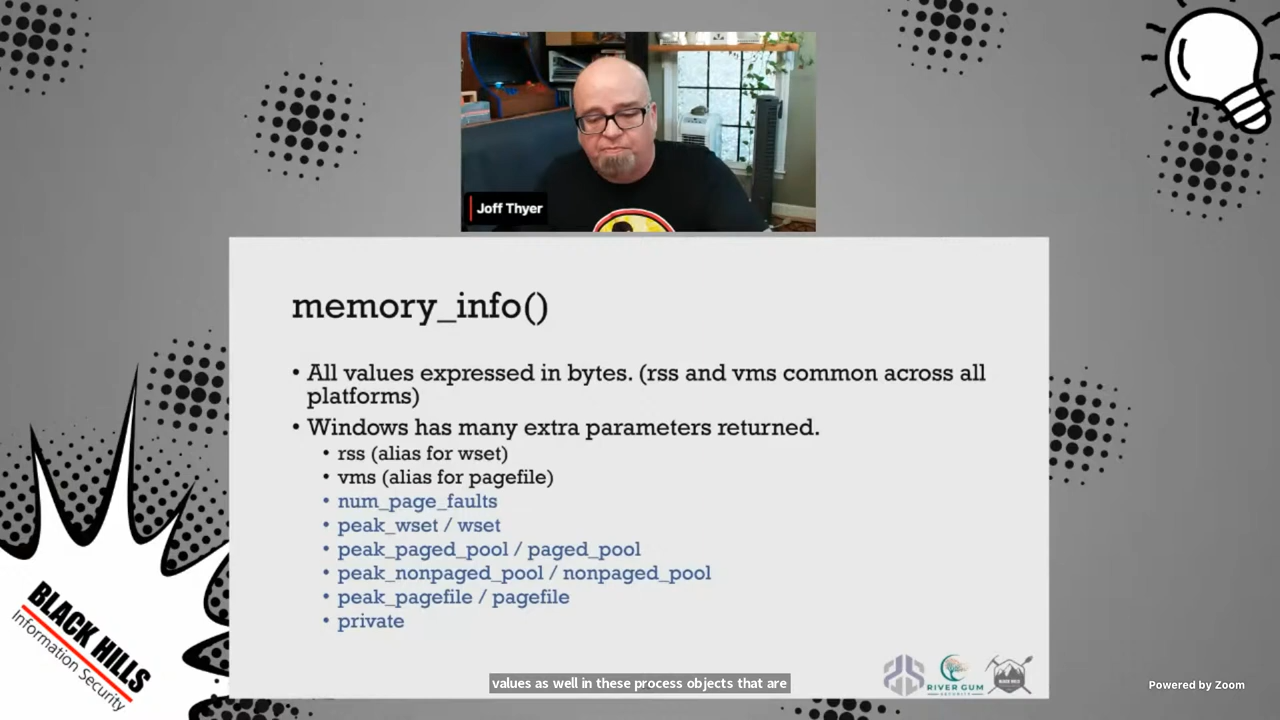 Joff Thyer
memory_info()
• All values expressed in bytes. (rss and vms common across all
platforms)
• Windows has many extra parameters returned.
• rss (alias for wset)
• vms (alias for pagefile)
• num_page_faults
• peak_wset / wset
• peak_paged_pool / paged_pool
• peak_nonpaged_pool / nonpaged_pool
• peak_pagefile / pagefile
• private
BLACK HILLS
Information Security
RIVER GUM
SECURITY
BLACK HILLS
values as well in these process objects that are
Powered by Zoom